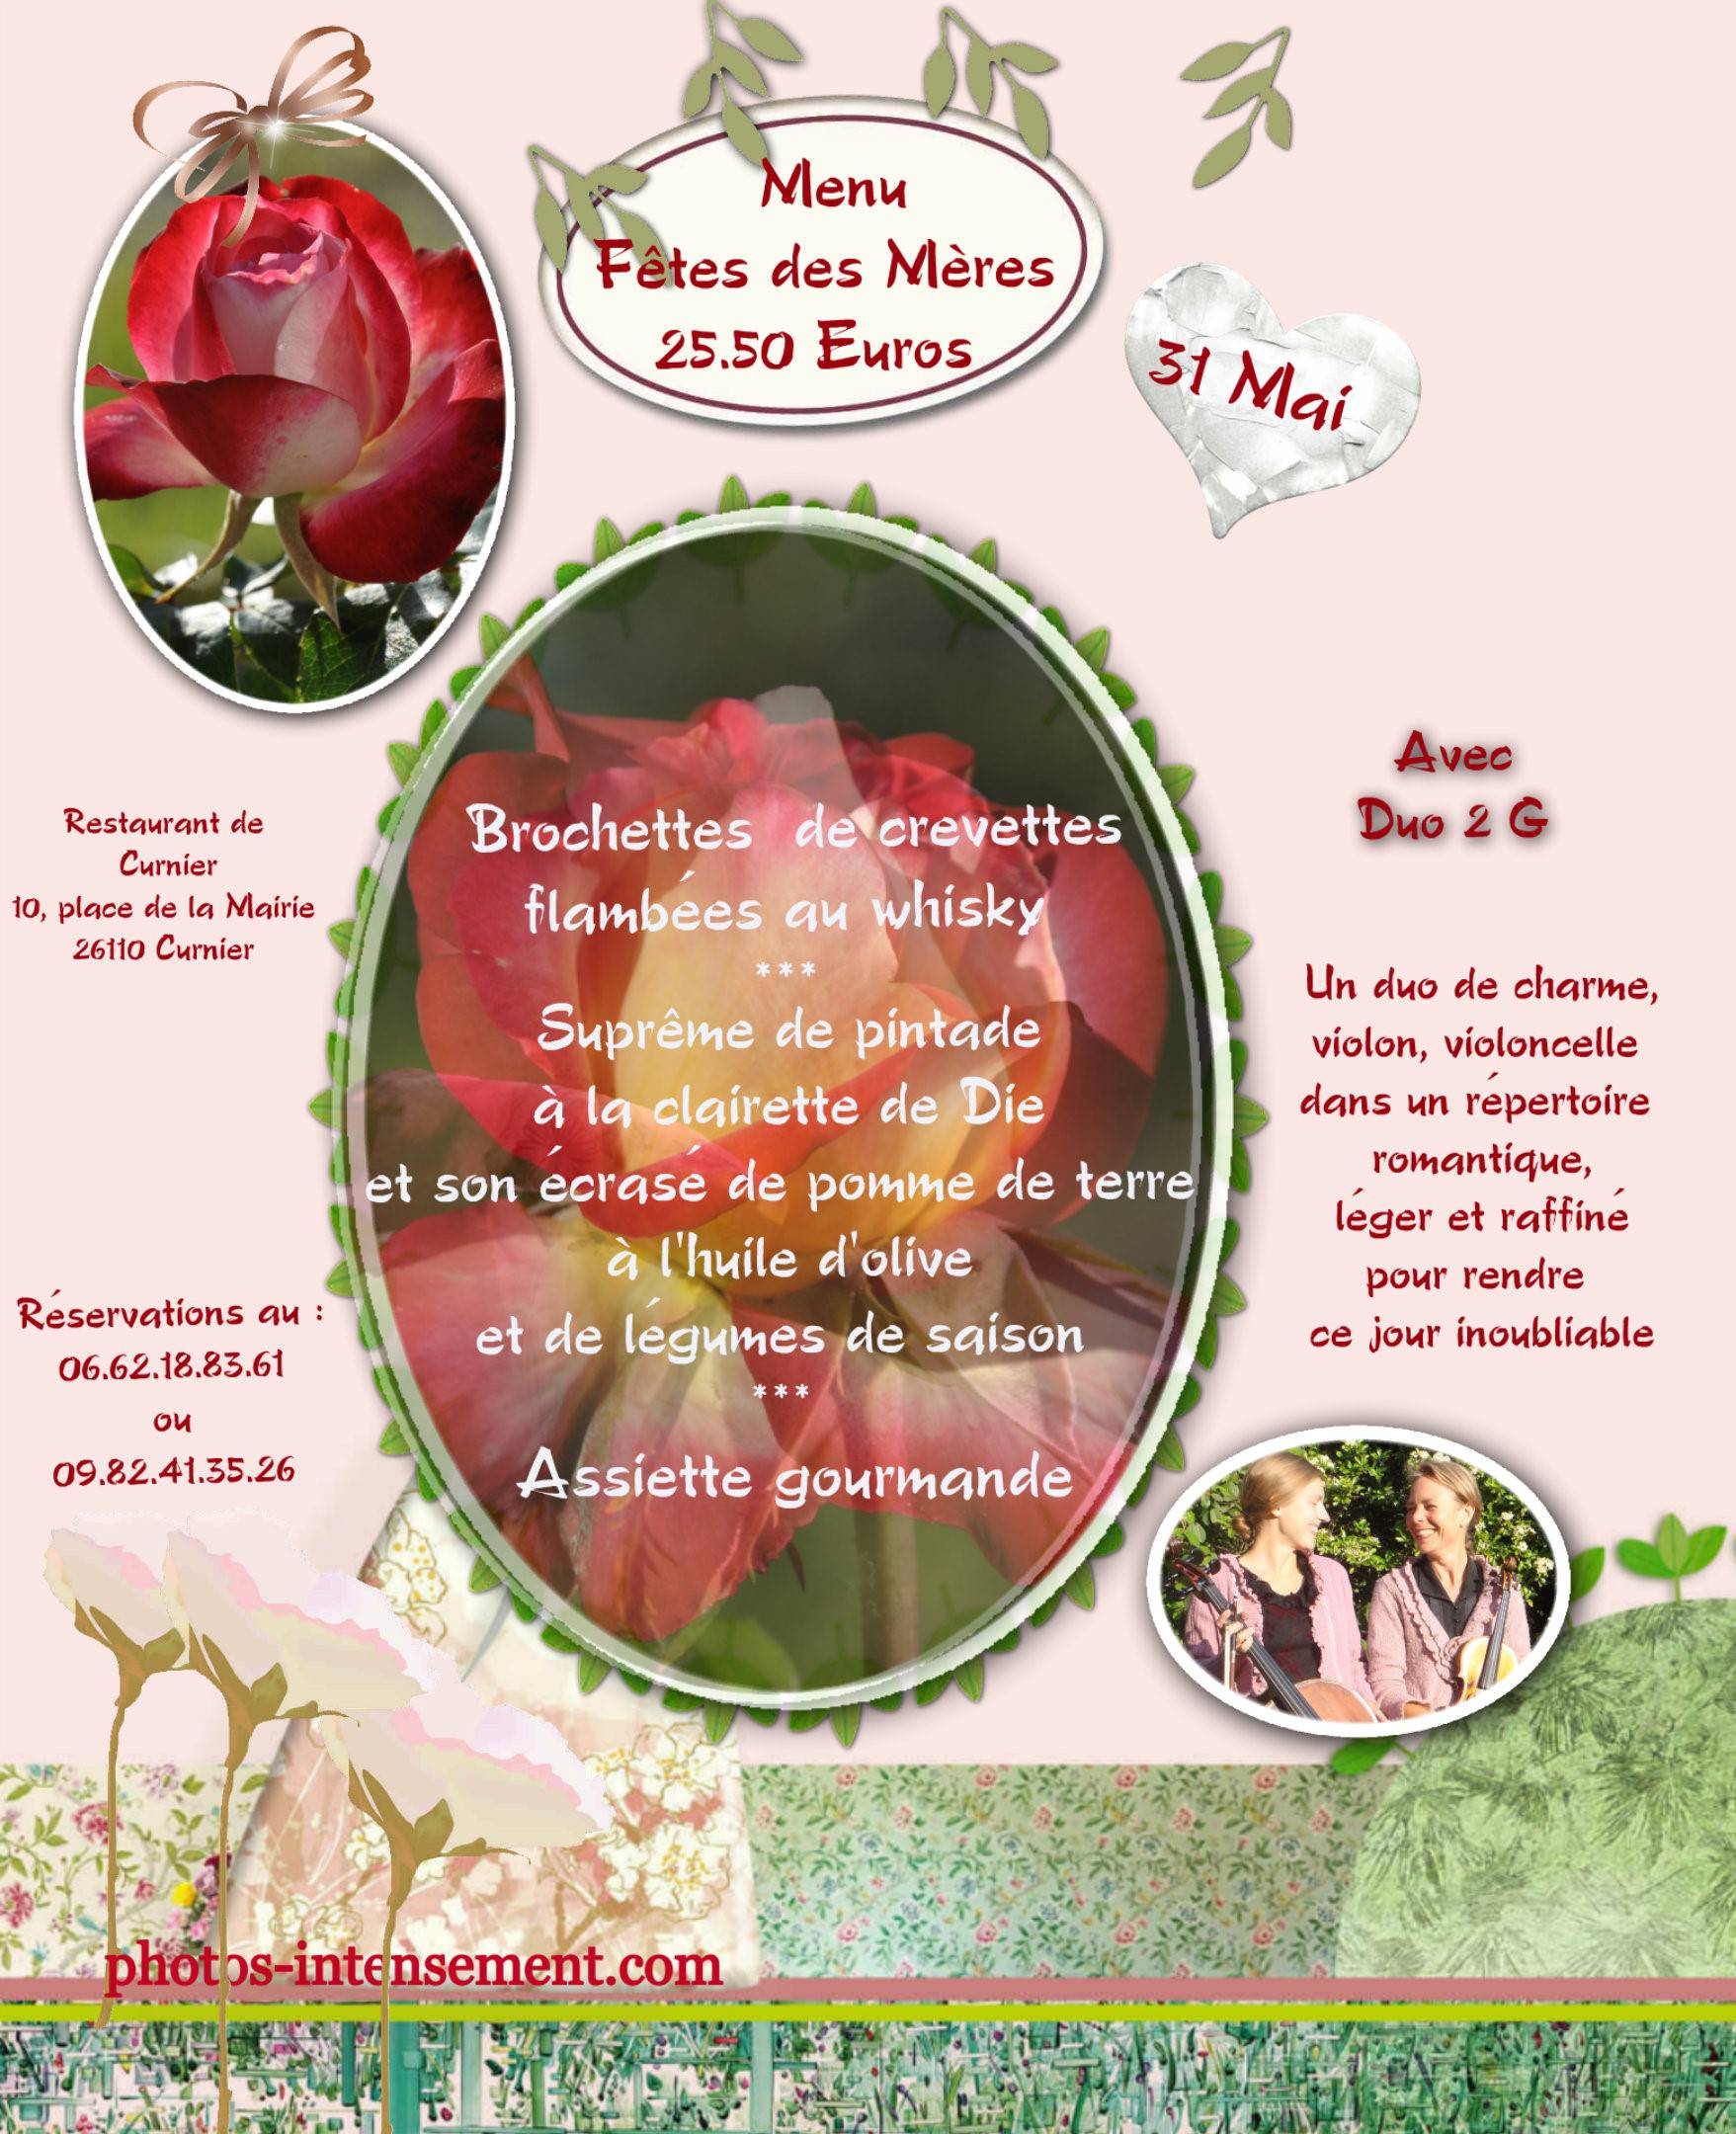 Menu
Fêtes des Mères
25.50 Euros
31 Mai
Restaurant de
Curnier
10, place de la Mairie
26110 Curnier
Réservations au :
06.62.18.83.61
ou
09.82.41.35.26
Brochettes de crevettes
flambées au whisky
***
Suprême de pintade
à la clairette de Die
et son écrasé de pomme de terre
à l'huile d'olive
et de légumes de saison
***
Assiette gourmande
Avec
Duo 2 G
Un duo de charme,
violon, violoncelle
dans un répertoire
romantique,
léger et raffiné
pour rendre
ce jour inoubliable
photos-intensement.com